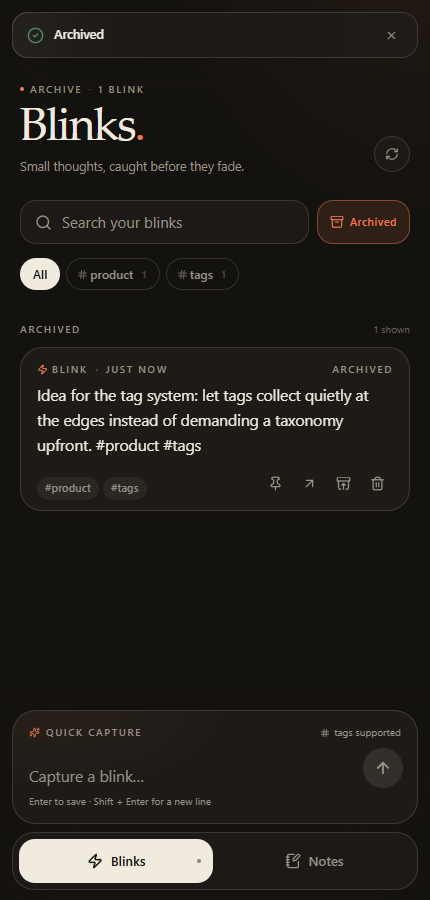 Archived
ARCHIVE · 1 BLINK
Blinks.
Small thoughts, caught before they fade.
Search your blinks
Archived
All
# product 1
# tags 1
ARCHIVED
1 shown
BLINK · JUST NOW
ARCHIVED
Idea for the tag system: let tags collect quietly at
the edges instead of demanding a taxonomy
upfront. #product #tags
#product #tags
QUICK CAPTURE
# tags supported
Capture a blink...
Enter to save · Shift + Enter for a new line
Blinks
Notes